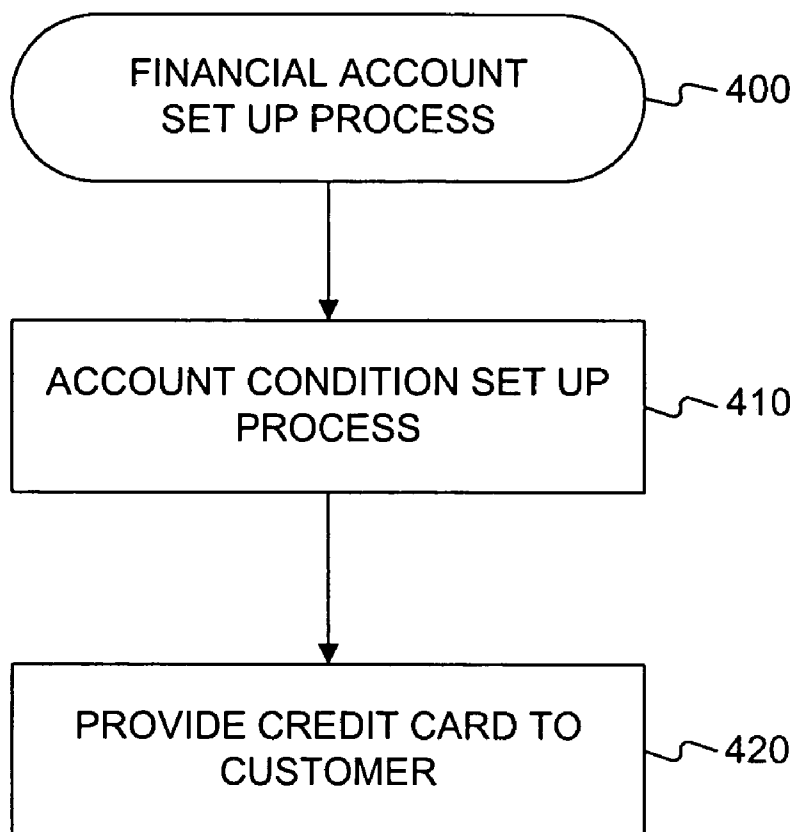 FINANCIAL ACCOUNT
SET UP PROCESS
400
ACCOUNT CONDITION SET UP
PROCESS
410
PROVIDE CREDIT CARD TO
CUSTOMER
420